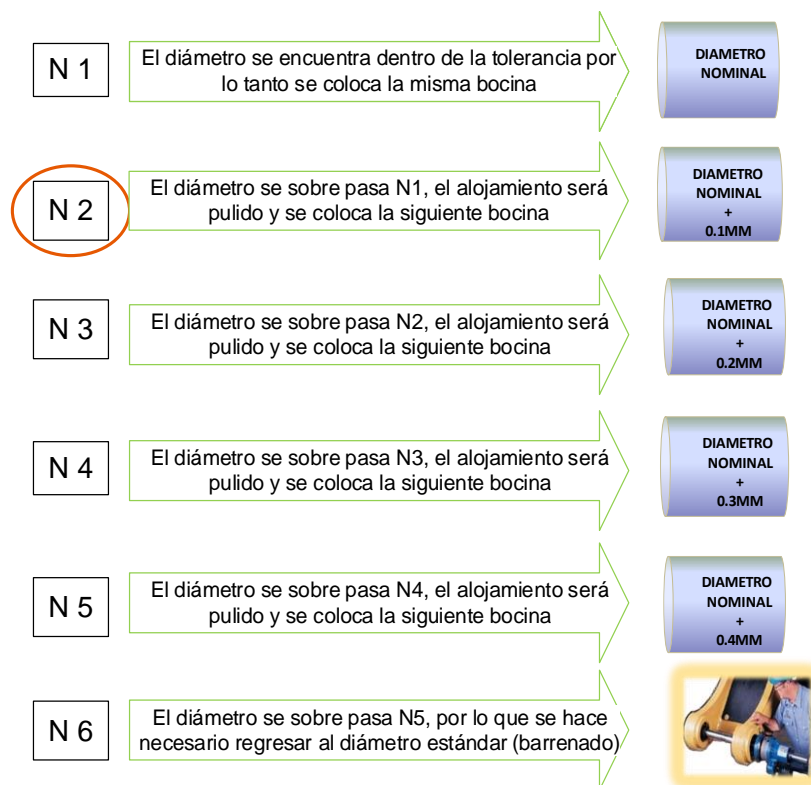 N 1
El diámetro se encuentra dentro de la tolerancia por
lo tanto se coloca la misma bocina
DIAMETRO
NOMINAL
N 2
El diámetro se sobre pasa N1, el alojamiento será
pulido y se coloca la siguiente bocina
DIAMETRO
NOMINAL
+
0.1MM
N 3
El diámetro se sobre pasa N2, el alojamiento será
pulido y se coloca la siguiente bocina
DIAMETRO
NOMINAL
+
0.2MM
N 4
El diámetro se sobre pasa N3, el alojamiento será
pulido y se coloca la siguiente bocina
DIAMETRO
NOMINAL
+
0.3MM
N 5
El diámetro se sobre pasa N4, el alojamiento será
pulido y se coloca la siguiente bocina
DIAMETRO
NOMINAL
+
0.4MM
N 6
El diámetro se sobre pasa N5, por lo que se hace
necesario regresar al diámetro estándar (barrenado)